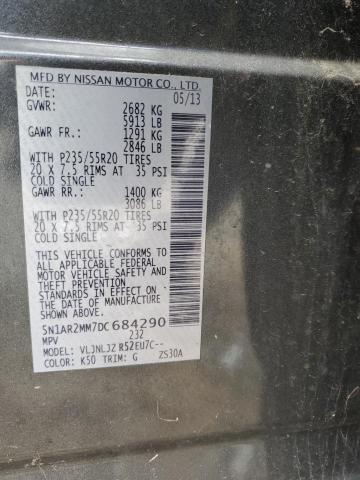 MFD BY NISSAN MOTOR CO., LTD.
DATE: 05/13
GVWR: 2682 KG
5913 LB
GAWR FR.: 1291 KG
2846 LB
WITH P235/55R20 TIRES
20 X 7.5 RIMS AT 35 PSI
COLD SINGLE
GAWR RR.: 1400 KG
3086 LB
WITH P235/55R20 TIRES
20 X 7.5 RIMS AT 35 PSI
COLD SINGLE
THIS VEHICLE CONFORMS TO
ALL APPLICABLE FEDERAL
MOTOR VEHICLE SAFETY AND
THEFT PREVENTION
STANDARDS IN EFFECT ON
THE DATE OF MANUFACTURE
SHOWN ABOVE.
5N1AR2MM7DC684290
MPV 232
MODEL: VLJNLJZ R52EU7C--
COLOR: K50 TRIM: G ZS30A